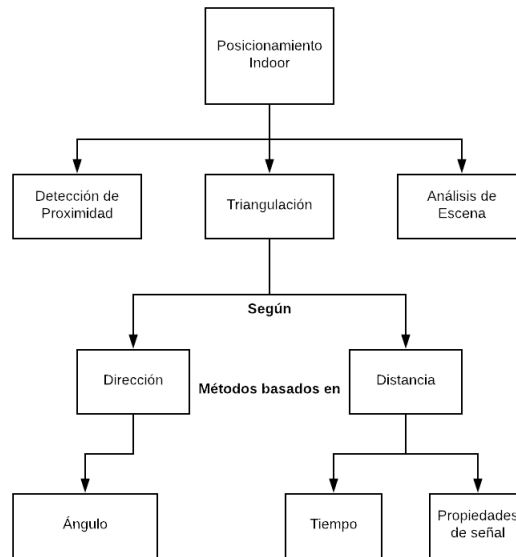 Posicionamiento
Indoor
Detección de
Proximidad
Triangulación
Análisis de
Escena
Según
Dirección
Métodos basados en
Distancia
Ángulo
Tiempo
Propiedades
de señal